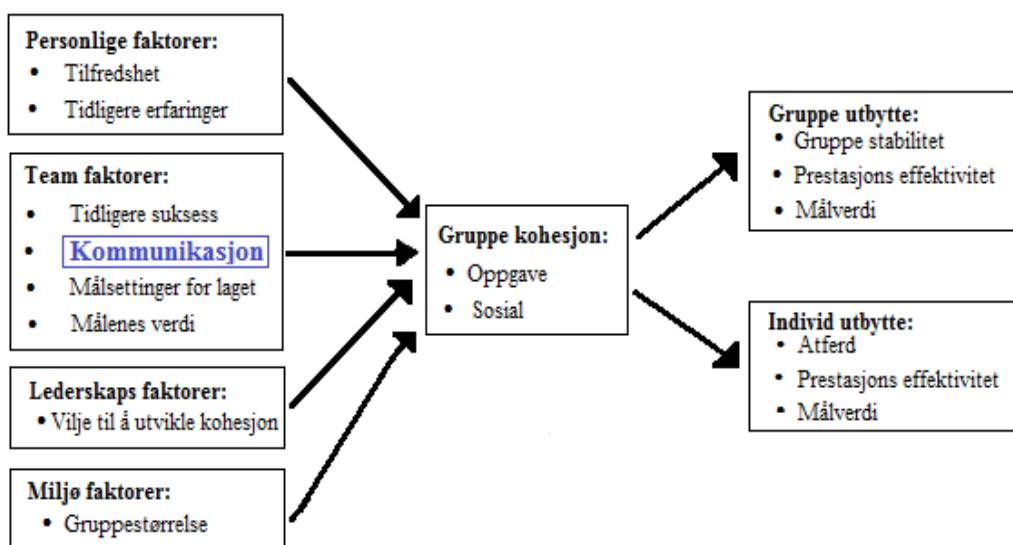 Personlige faktorer:
• Tilfredshet
• Tidligere erfaringer
Team faktorer:
• Tidligere suksess
• Kommunikasjon
• Målsettinger for laget
• Målenes verdi
Lederskaps faktorer:
• Vilje til å utvikle kohesjon
Miljø faktorer:
• Gruppestørrelse
Gruppe kohesjon:
• Oppgave
• Sosial
Gruppe utbytte:
• Gruppe stabilitet
• Prestasjons effektivitet
• Målverdi
Individ utbytte:
• Atferd
• Prestasjons effektivitet
• Målverdi